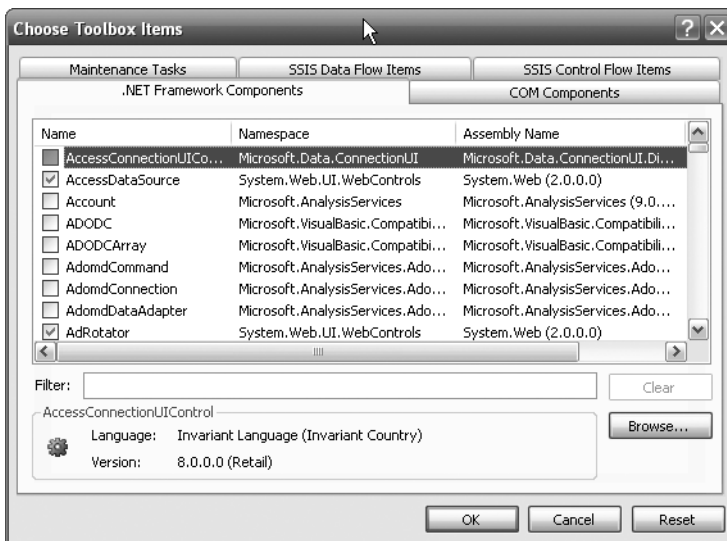 Choose Toolbox Items
Maintenance Tasks SSIS Data Flow Items SSIS Control Flow Items
.NET Framework Components COM Components
Name Namespace Assembly Name
AccessConnectionUICo... Microsoft.Data.ConnectionUI Microsoft.Data.ConnectionUI.Di...
AccessDataSource System.Web.UI.WebControls System.Web (2.0.0.0)
Account Microsoft.AnalysisServices Microsoft.AnalysisServices (9.0....
ADODC Microsoft.VisualBasic.Compatibi... Microsoft.VisualBasic.Compatibili...
ADODCArray Microsoft.VisualBasic.Compatibi... Microsoft.VisualBasic.Compatibili...
AdomdCommand Microsoft.AnalysisServices.Ado... Microsoft.AnalysisServices.Ado...
AdomdConnection Microsoft.AnalysisServices.Ado... Microsoft.AnalysisServices.Ado...
AdomdDataAdapter Microsoft.AnalysisServices.Ado... Microsoft.AnalysisServices.Ado...
AdRotator System.Web.UI.WebControls System.Web (2.0.0.0)
Filter: Clear
AccessConnectionUIControl
Browse...
Language: Invariant Language (Invariant Country)
Version: 8.0.0.0 (Retail)
OK Cancel Reset